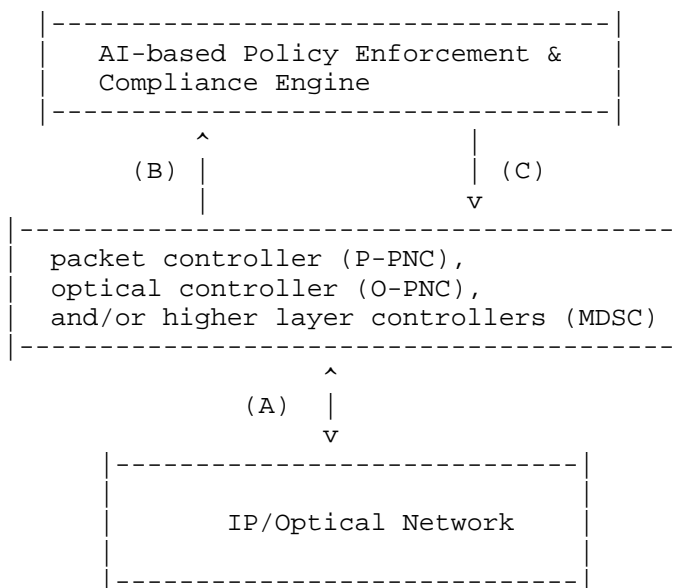 AI-based Policy Enforcement &
Compliance Engine
(B) (C)
packet controller (P-PNC),
optical controller (O-PNC),
and/or higher layer controllers (MDSC)
(A)
IP/Optical Network